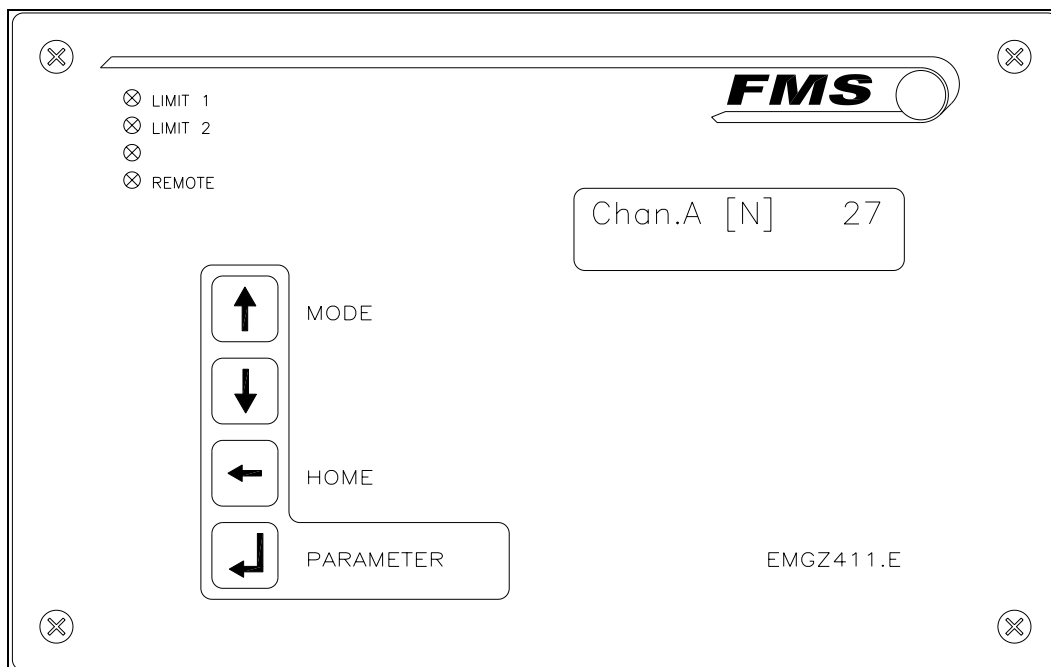 FMS
LIMIT 1
LIMIT 2
REMOTE
Chan.A [N] 27
MODE
HOME
PARAMETER
EMGZ411.E